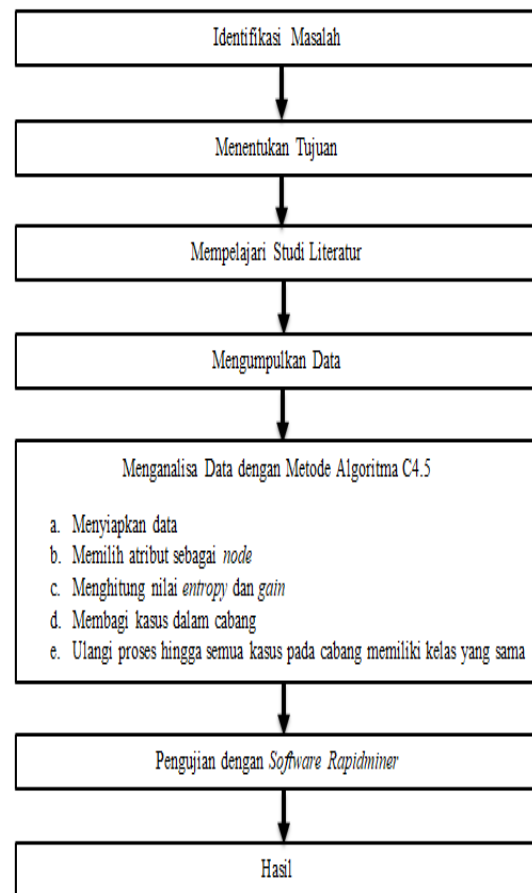 Identifikasi Masalah
Menentukan Tujuan
Mempelajari Studi Literatur
Mengumpulkan Data
Menganalisa Data dengan Metode Algoritma C4.5
a. Menyiapkan data
b. Memilih atribut sebagai node
c. Menghitung nilai entropy dan gain
d. Membagi kasus dalam cabang
e. Ulangi proses hingga semua kasus pada cabang memiliki kelas yang sama
Pengujian dengan Software Rapidminer
Hasil